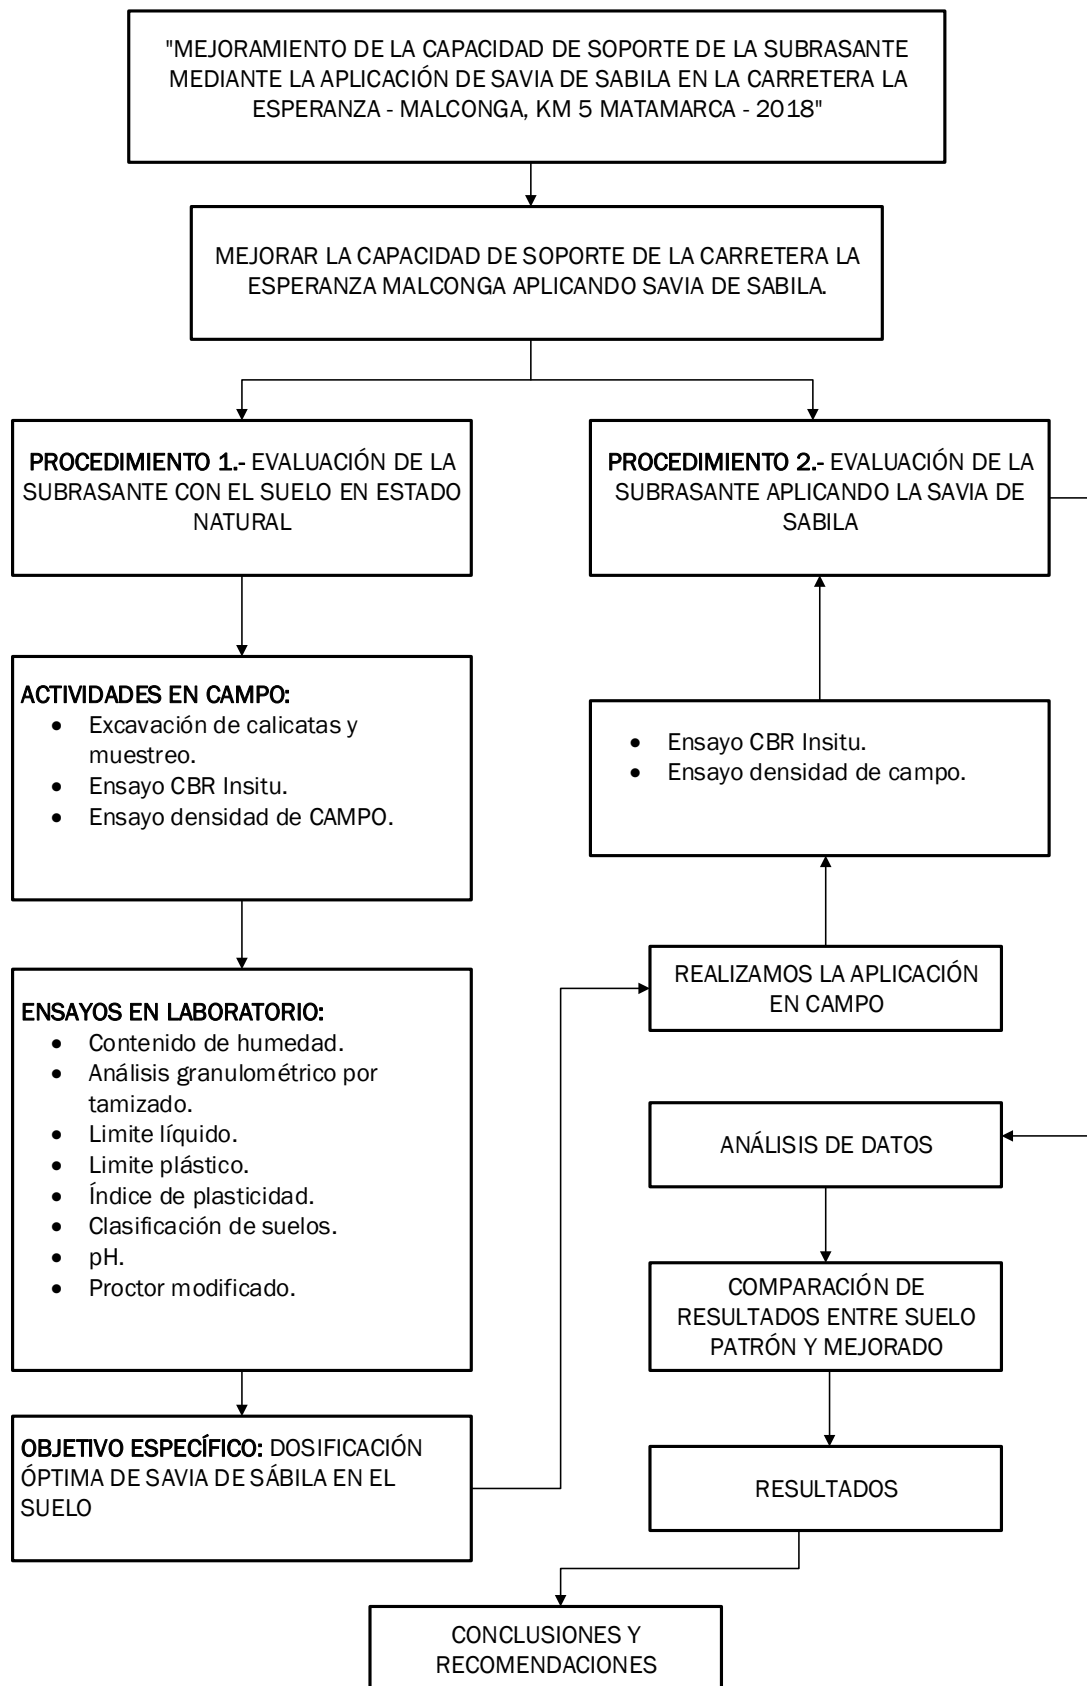 "MEJORAMIENTO DE LA CAPACIDAD DE SOPORTE DE LA SUBRASANTE
MEDIANTE LA APLICACIÓN DE SAVIA DE SABILA EN LA CARRETERA LA
ESPERANZA - MALCONGA, KM 5 MATAMARCA - 2018"
MEJORAR LA CAPACIDAD DE SOPORTE DE LA CARRETERA LA
ESPERANZA MALCONGA APLICANDO SAVIA DE SABILA.
PROCEDIMIENTO 1.- EVALUACIÓN DE LA
SUBRASANTE CON EL SUELO EN ESTADO
NATURAL
ACTIVIDADES EN CAMPO:
• Excavación de calicatas y
muestreo.
• Ensayo CBR Insitu.
• Ensayo densidad de CAMPO.
ENSAYOS EN LABORATORIO:
• Contenido de humedad.
• Análisis granulométrico por
tamizado.
• Limite líquido.
• Limite plástico.
• Índice de plasticidad.
• Clasificación de suelos.
• pH.
• Proctor modificado.
OBJETIVO ESPECÍFICO: DOSIFICACIÓN
ÓPTIMA DE SAVIA DE SÁBILA EN EL
SUELO
PROCEDIMIENTO 2.- EVALUACIÓN DE LA
SUBRASANTE APLICANDO LA SAVIA DE
SABILA
• Ensayo CBR Insitu.
• Ensayo densidad de campo.
REALIZAMOS LA APLICACIÓN
EN CAMPO
ANÁLISIS DE DATOS
COMPARACIÓN DE
RESULTADOS ENTRE SUELO
PATRÓN Y MEJORADO
RESULTADOS
CONCLUSIONES Y
RECOMENDACIONES